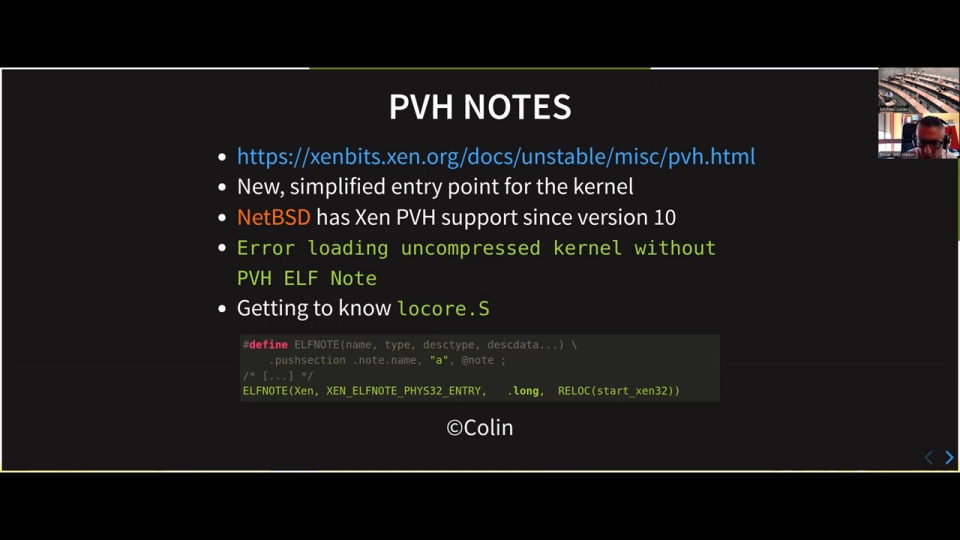 PVH NOTES
https://xenbits.xen.org/docs/unstable/misc/pvh.html
New, simplified entry point for the kernel
NetBSD has Xen PVH support since version 10
Error loading uncompressed kernel without
PVH ELF Note
Getting to know locore.S
#define ELFNOTE(name, type, desctype, descdata...) \
.pushsection .note.name, "a", @note ;
/* [...] */
ELFNOTE(Xen, XEN_ELFNOTE_PHYS32_ENTRY, .long, RELOC(start_xen32))
©Colin